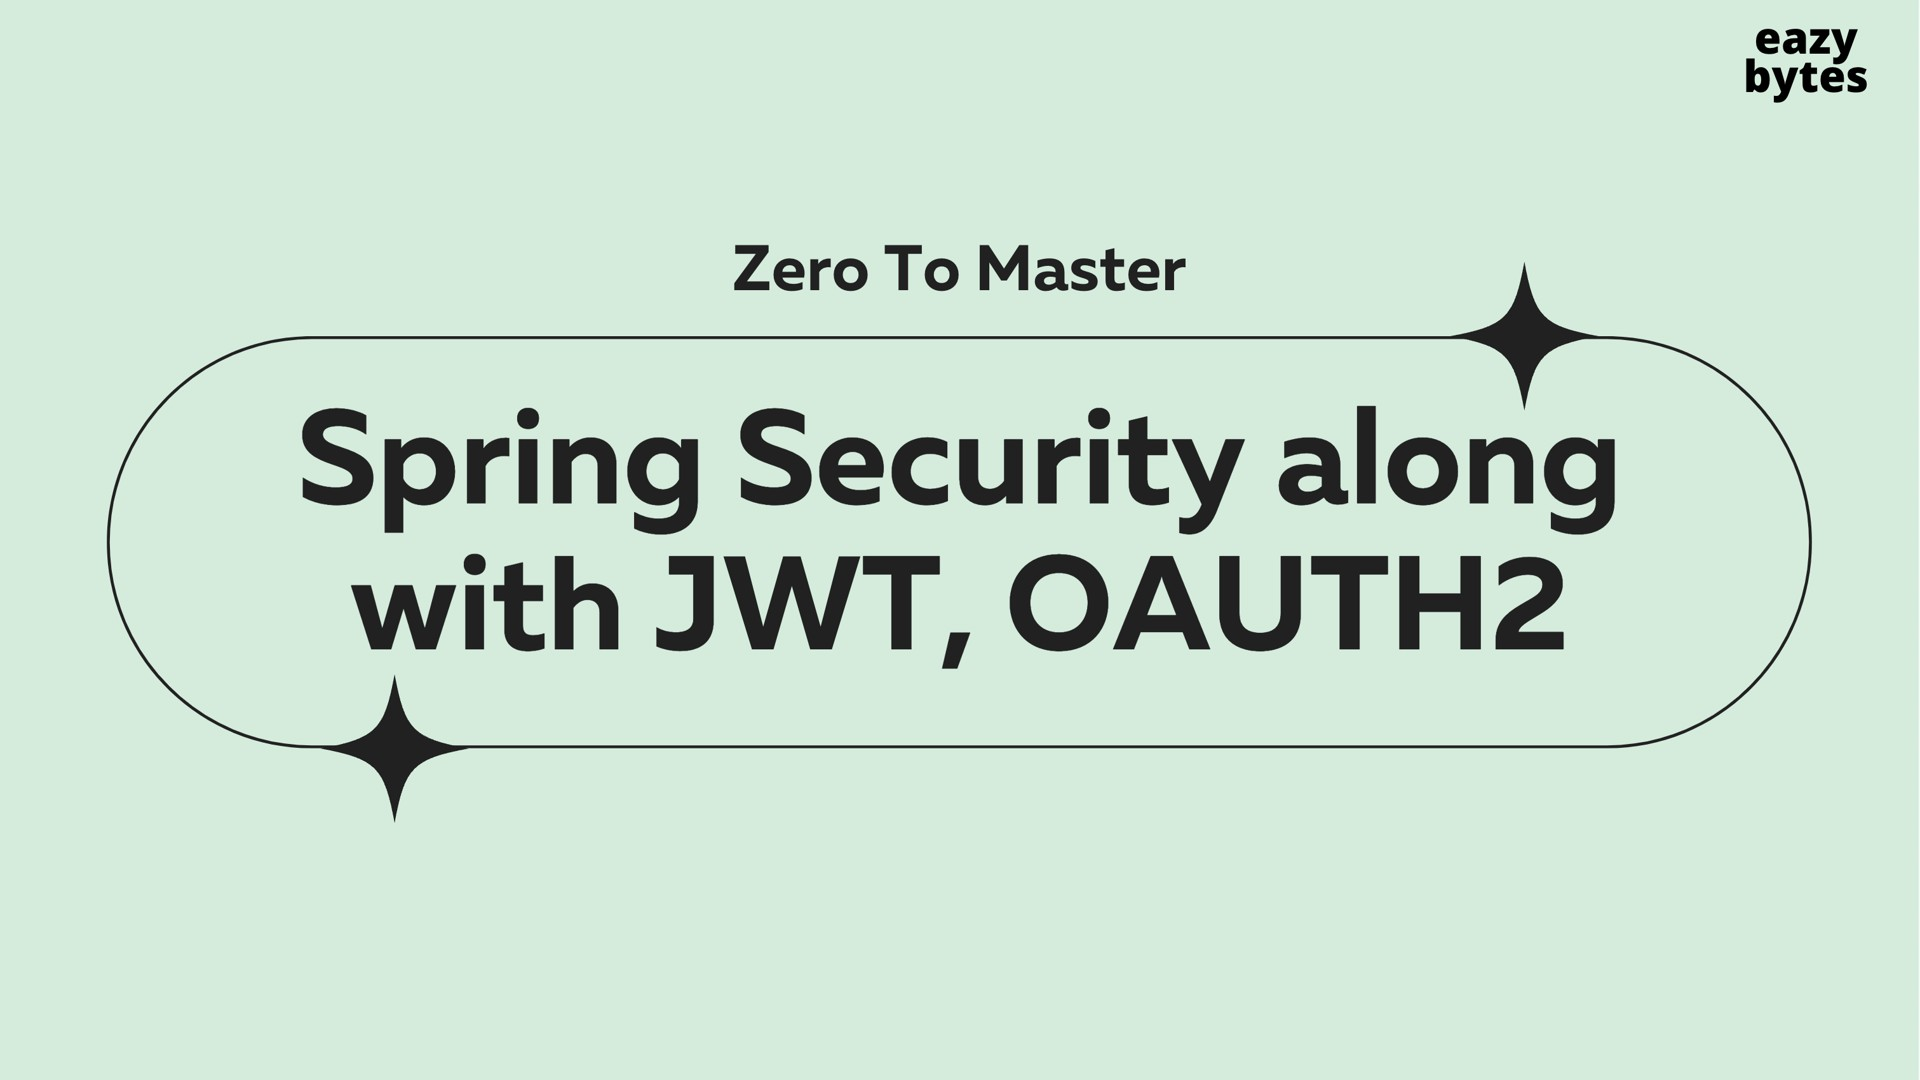 eazy
bytes
Zero To Master
Spring Security along
with JWT, OAUTH2